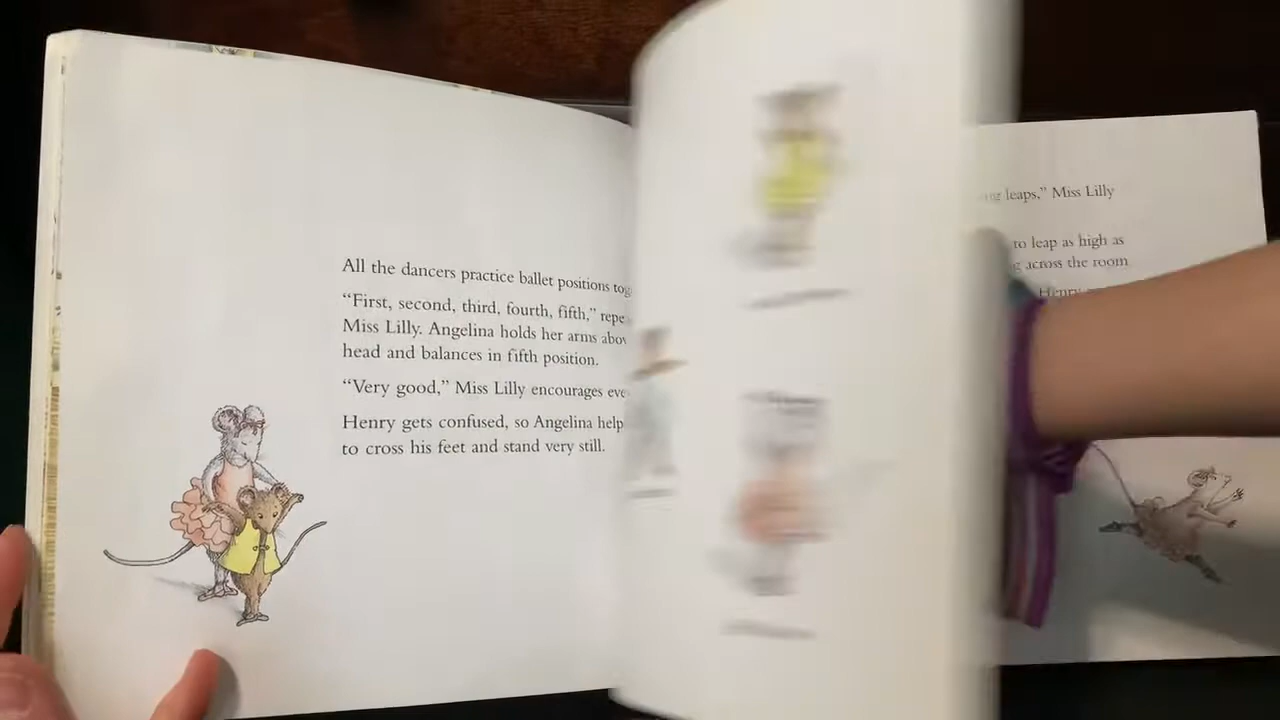 All the dancers practice ballet positions tog
"First, second, third, fourth, fifth," repe
Miss Lilly. Angelina holds her arms abov
head and balances in fifth position.
"Very good," Miss Lilly encourages eve
Henry gets confused, so Angelina help
to cross his feet and stand very still.
leaps," Miss Lilly
to leap as high as
across the room
Henry